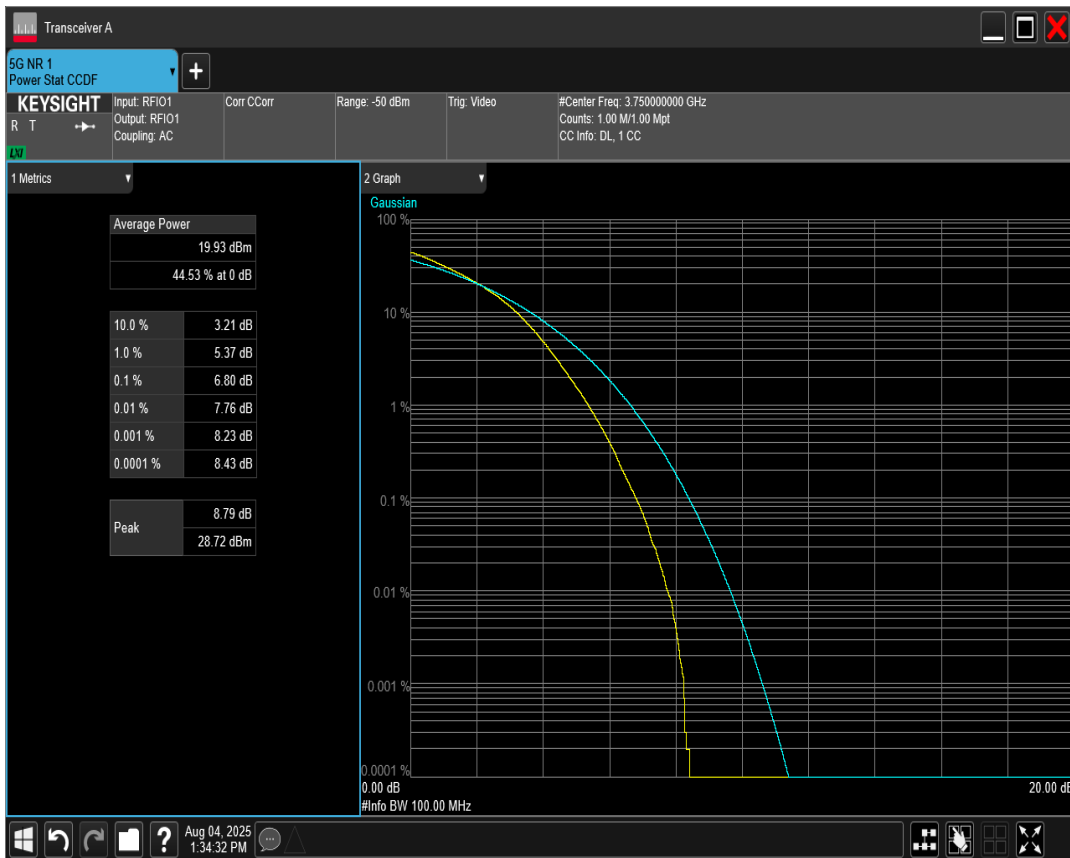 Transceiver A
5G NR 1
Power Stat CCDF
KEYSIGHT
R T
LXI
Input: RFIO1
Output: RFIO1
Coupling: AC
Corr CCorr
Range: -50 dBm
Trig: Video
#Center Freq: 3.750000000 GHz
Counts: 1.00 M/1.00 Mpt
CC Info: DL, 1 CC
1 Metrics
Average Power
19.93 dBm
44.53 % at 0 dB
10.0 % 3.21 dB
1.0 % 5.37 dB
0.1 % 6.80 dB
0.01 % 7.76 dB
0.001 % 8.23 dB
0.0001 % 8.43 dB
Peak
8.79 dB
28.72 dBm
2 Graph
Gaussian
100 %
10 %
1 %
0.1 %
0.01 %
0.001 %
0.0001 %
0.00 dB
20.00 dB
#Info BW 100.00 MHz
Aug 04, 2025
1:34:32 PM